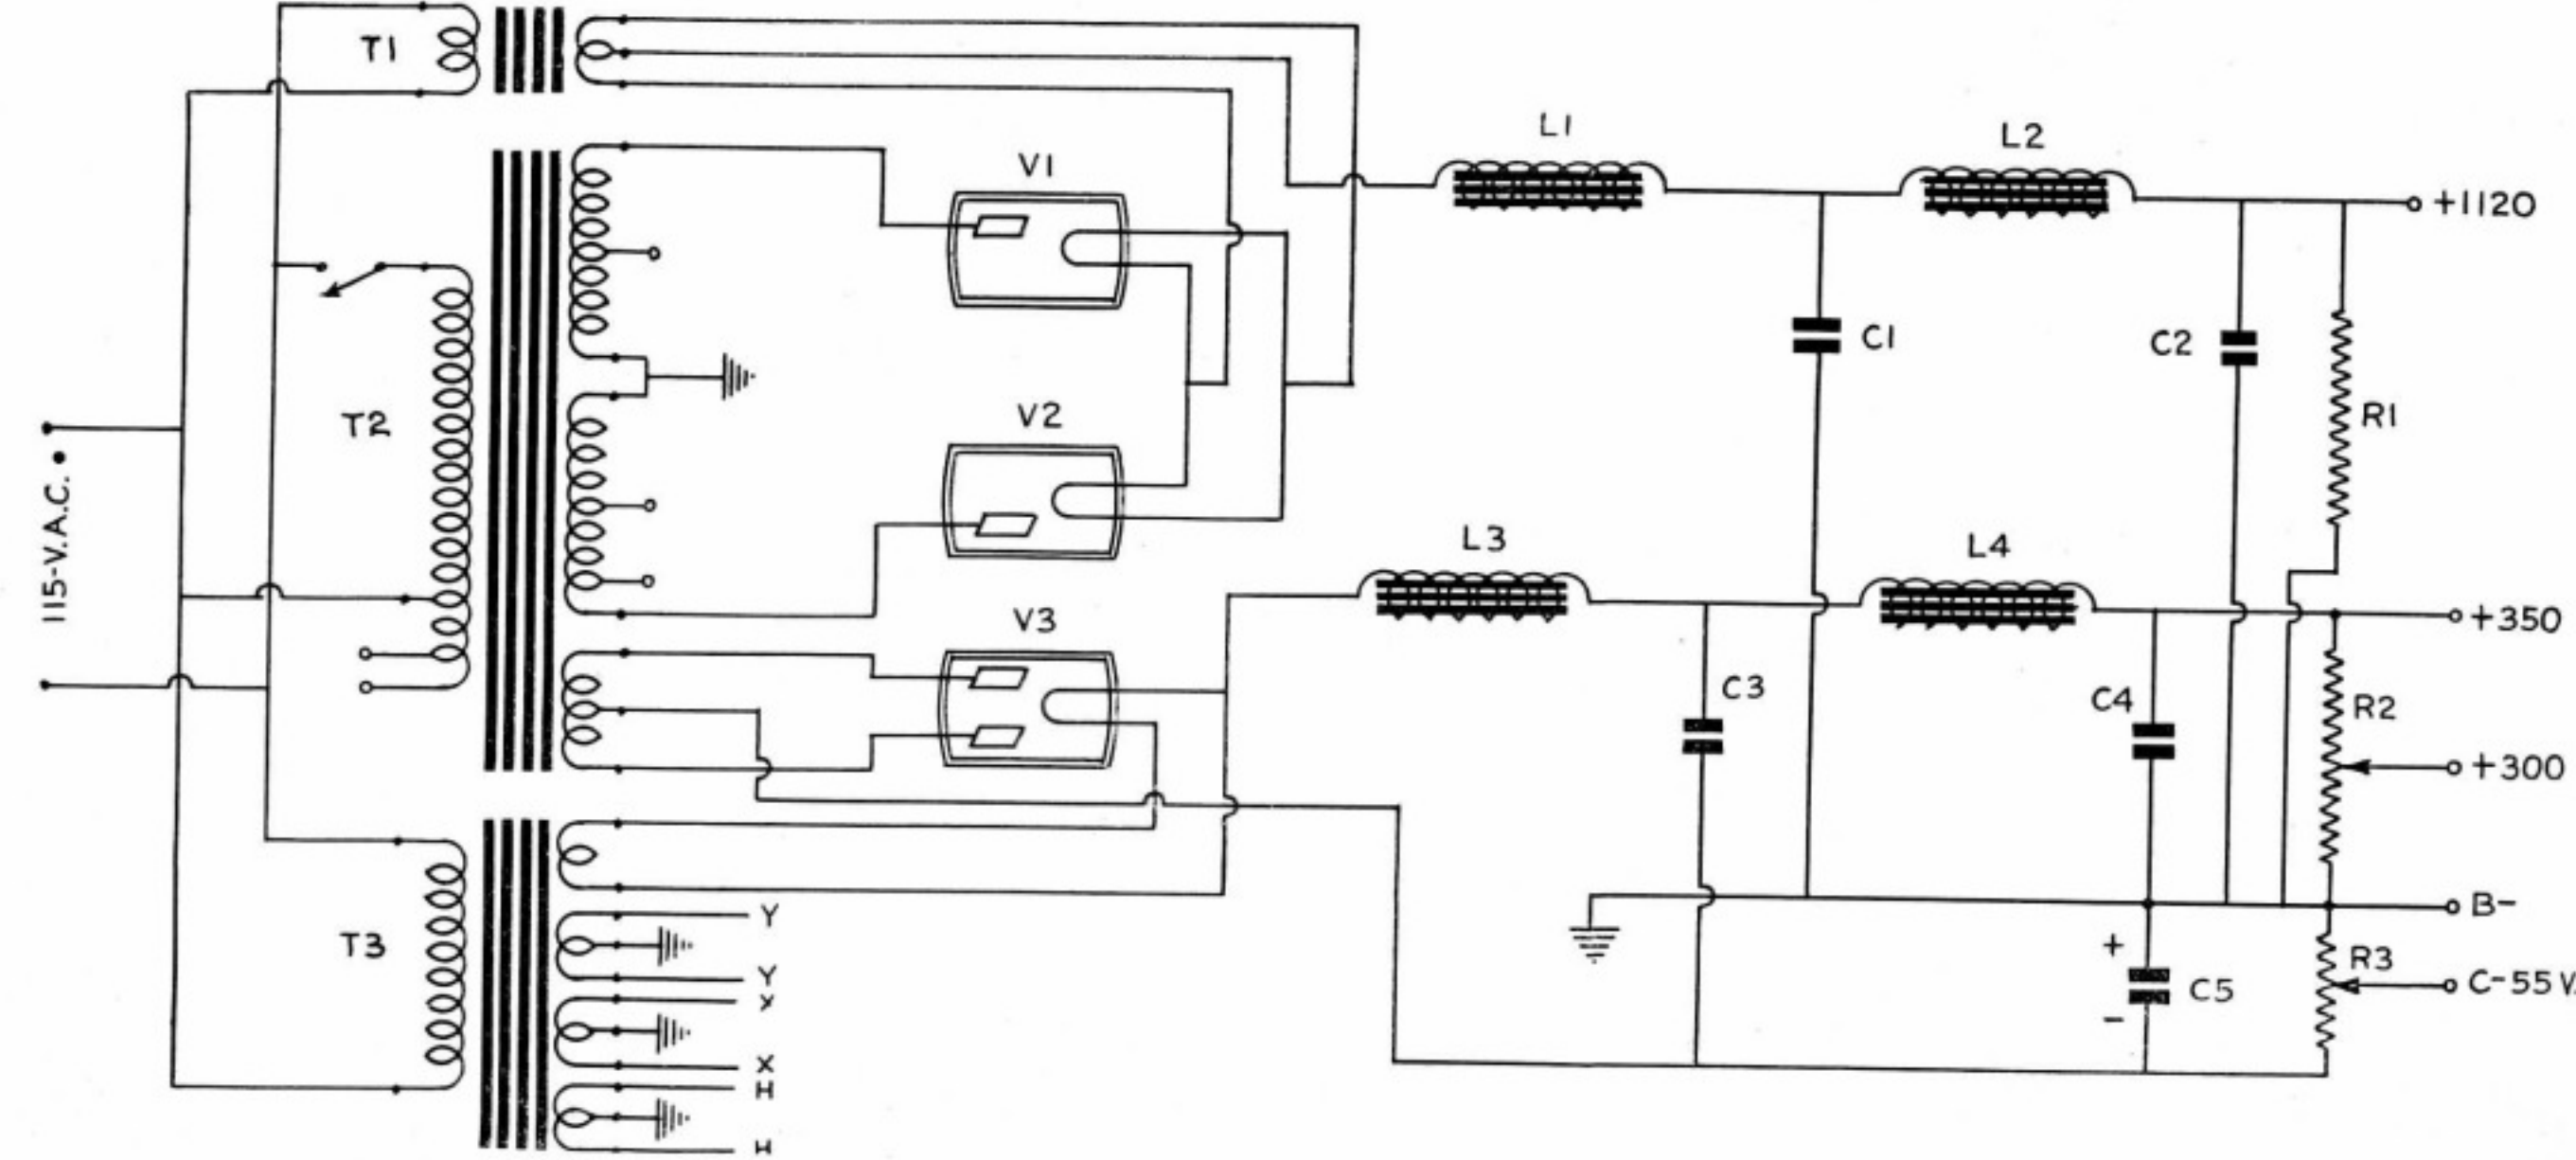 T1
L1
L2
V1
+1120
C1
C2
T2
R1
V2
115-V.A.C.
L3
L4
V3
+350
C3
C4
R2
+300
Y
B-
T3
+
R3
Y
C5
C-55 V.
X
-
X
H
H